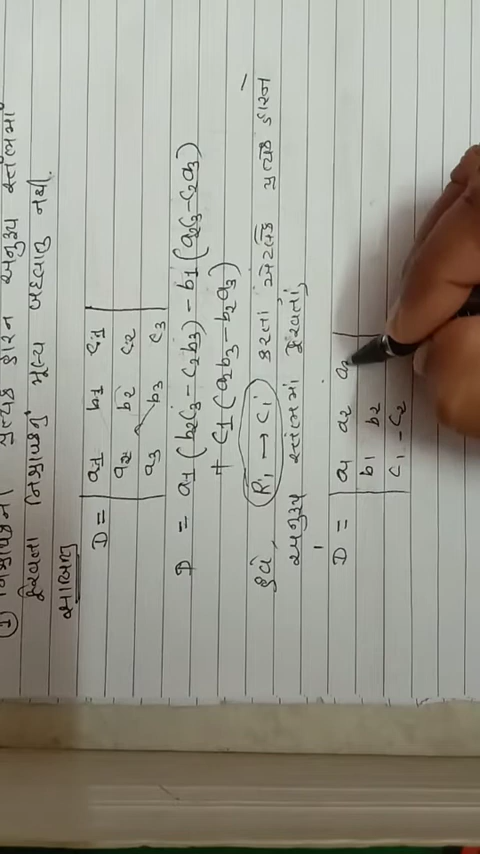 ① નિશ્ચાયકની પ્રત્યેક હારને અનુરૂપ સ્તંભમાં
ફેરવતા નિશ્ચાયકનું મૂલ્ય બદલાતુ નથી.
સાબિતી
D = | a1 b1 c1 |
| a2 b2 c2 |
| a3 b3 c3 |
D = a1 (b2c3 - c2b3) - b1 (a2c3 - c2a3)
+ c1 (a2b3 - b2a3)
હવે, R1 → C1 કરતાં એટલેકે પ્રત્યેક હારને
અનુરૂપ સ્તંભમાં ફેરવતાં,
D = | a1 a2 a3
| b1 b2
| c1 - c2